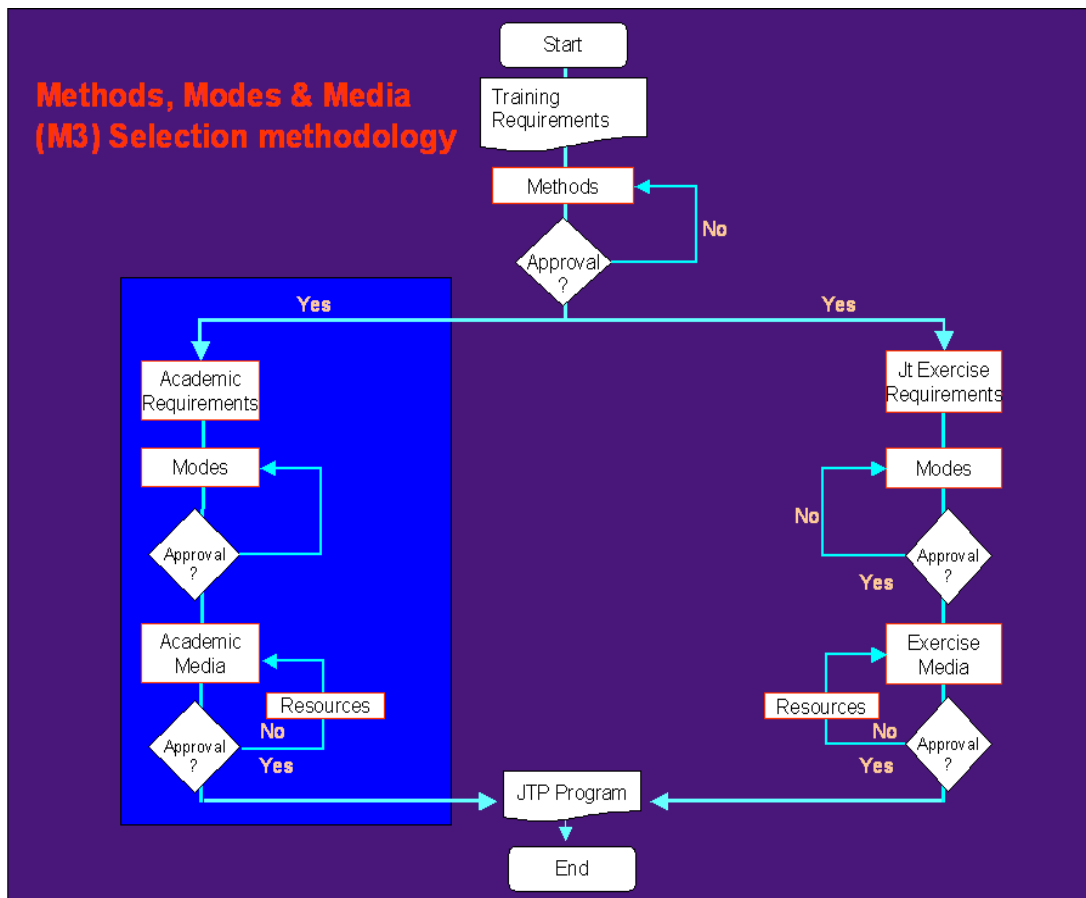 Start
Methods, Modes & Media
(M3) Selection methodology
Training
Requirements
Methods
No
Approval
?
Yes
Yes
Academic
Requirements
Jt Exercise
Requirements
Modes
Modes
No
Approval
?
Approval
?
Yes
Academic
Media
Exercise
Media
Resources
Resources
No
No
Approval
?
Approval
?
Yes
Yes
JTP Program
End